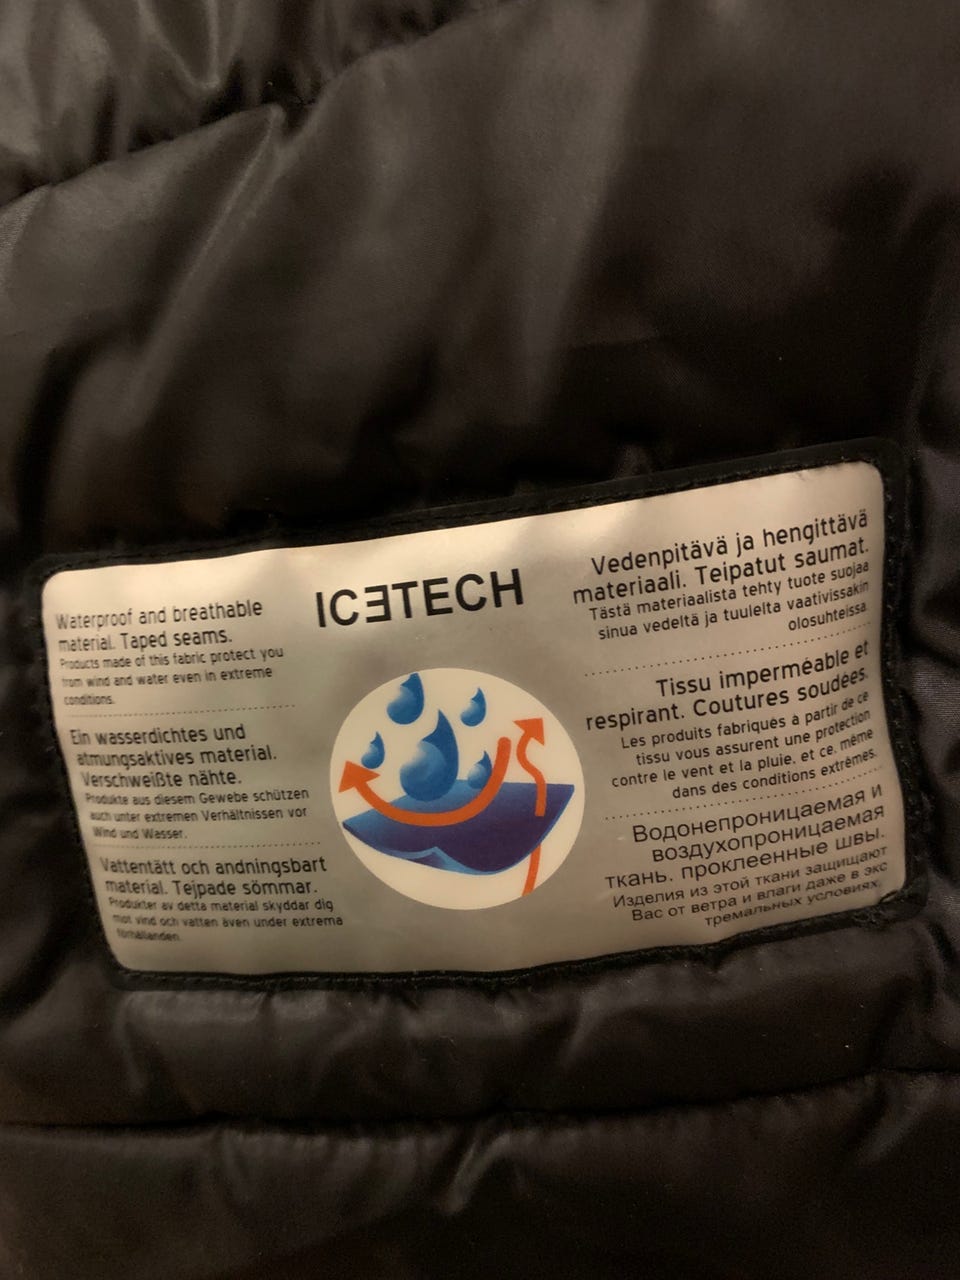 Waterproof and breathable
material. Taped seams.
Products made of this fabric protect you
from wind and water even in extreme
conditions.
Ein wasserdichtes und
atmungsaktives material.
Verschweißte nähte.
Produkte aus diesem Gewebe schützen
auch unter extremen Verhältnissen vor
Wind und Wasser.
Vattentätt och andningsbart
material. Tejpade sömmar.
Produkter av detta material skyddar dig
mot vind och vatten även under extrema
förhållanden.
ICƎTECH
Vedenpitävä ja hengittävä
materiaali. Teipatut saumat.
Tästä materiaalista tehty tuote suojaa
sinua vedeltä ja tuulelta vaativissakin
olosuhteissa.
Tissu imperméable et
respirant. Coutures soudées.
Les produits fabriqués à partir de ce
tissu vous assurent une protection
contre le vent et la pluie, et ce, même
dans des conditions extrêmes.
Водонепроницаемая и
воздухопроницаемая
ткань. проклеенные швы.
Изделия из этой ткани защищают
Вас от ветра и влаги даже в экс
тремальных условиях.